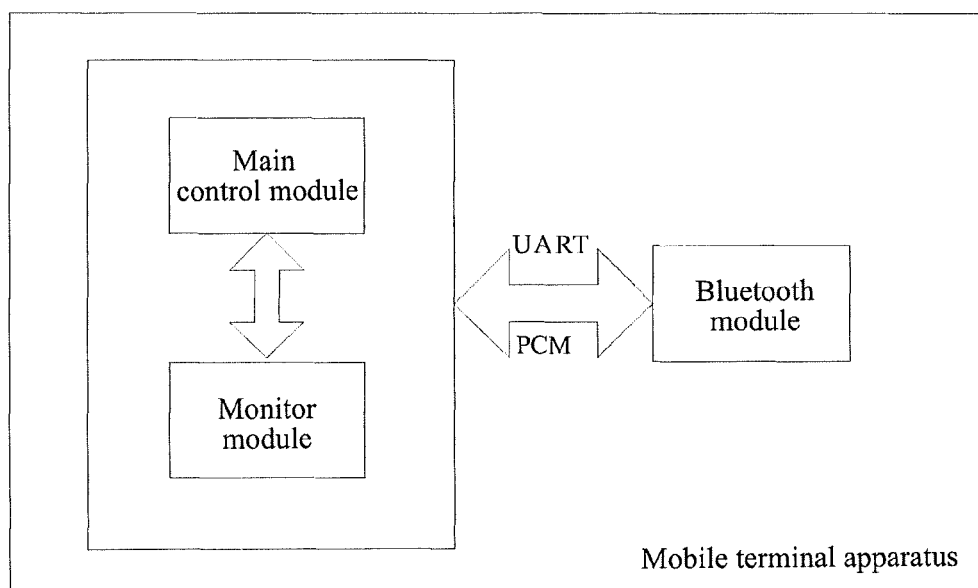 Main
control module
UART
Bluetooth
module
PCM
Monitor
module
Mobile terminal apparatus